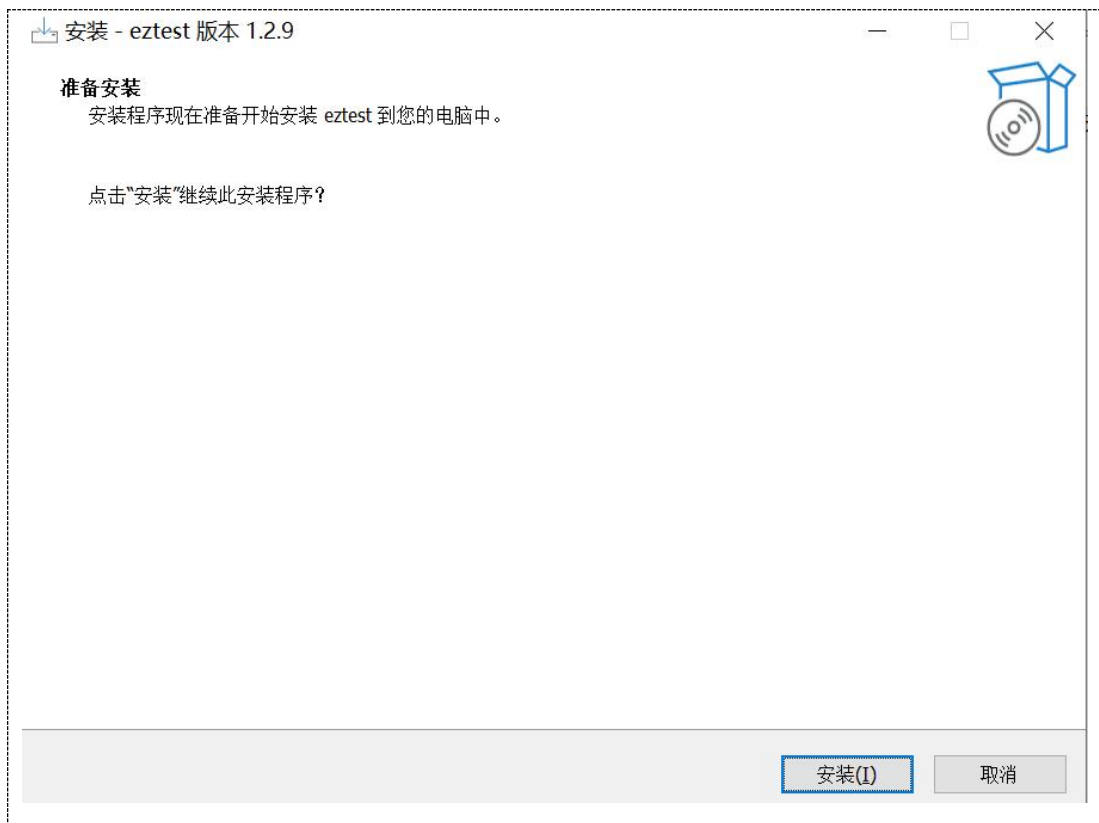 安装 - eztest 版本 1.2.9
准备安装
安装程序现在准备开始安装 eztest 到您的电脑中。
点击“安装”继续此安装程序？
安装(I)
取消